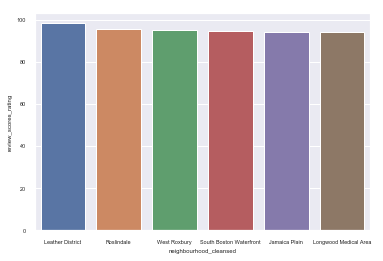 100
80
60
40
20
0
review_scores_rating
Leather District
Roslindale
West Roxbury
South Boston Waterfront
Jamaica Plain
Longwood Medical Area
neighbourhood_cleansed